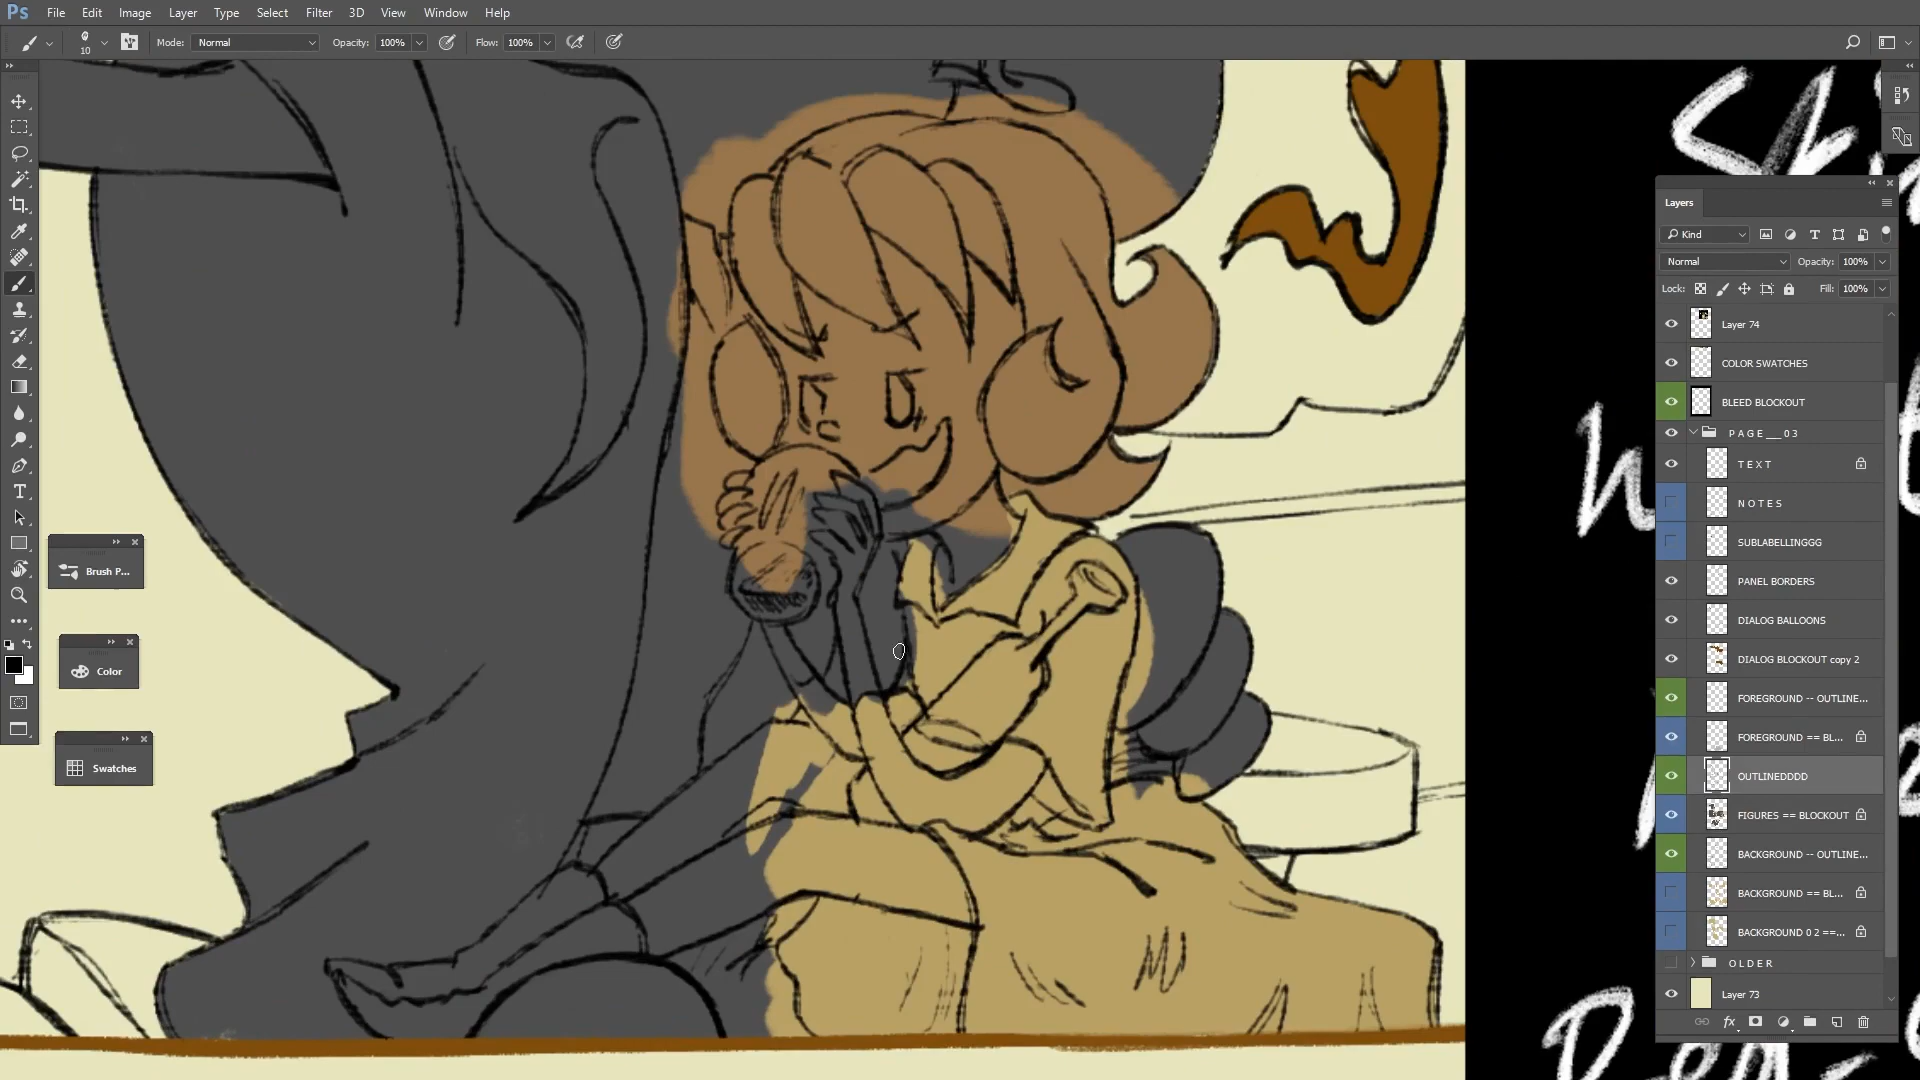 Ps File Edit Image Layer Type Select Filter 3D View Window Help
10 Mode: Normal Opacity: 100% Flow: 100%
Layers
Kind
Normal Opacity: 100%
Lock: Fill: 100%
Layer 74
COLOR SWATCHES
BLEED BLOCKOUT
PAGE__03
TEXT
NOTES
SUBLABELLINGGG
PANEL BORDERS
DIALOG BALLOONS
DIALOG BLOCKOUT copy 2
FOREGROUND -- OUTLINE...
FOREGROUND == BL...
OUTLINEDDDD
FIGURES == BLOCKOUT
BACKGROUND -- OUTLINE...
BACKGROUND == BL...
BACKGROUND 0 2 ==...
OLDER
Layer 73
fx
Brush P...
Color
Swatches